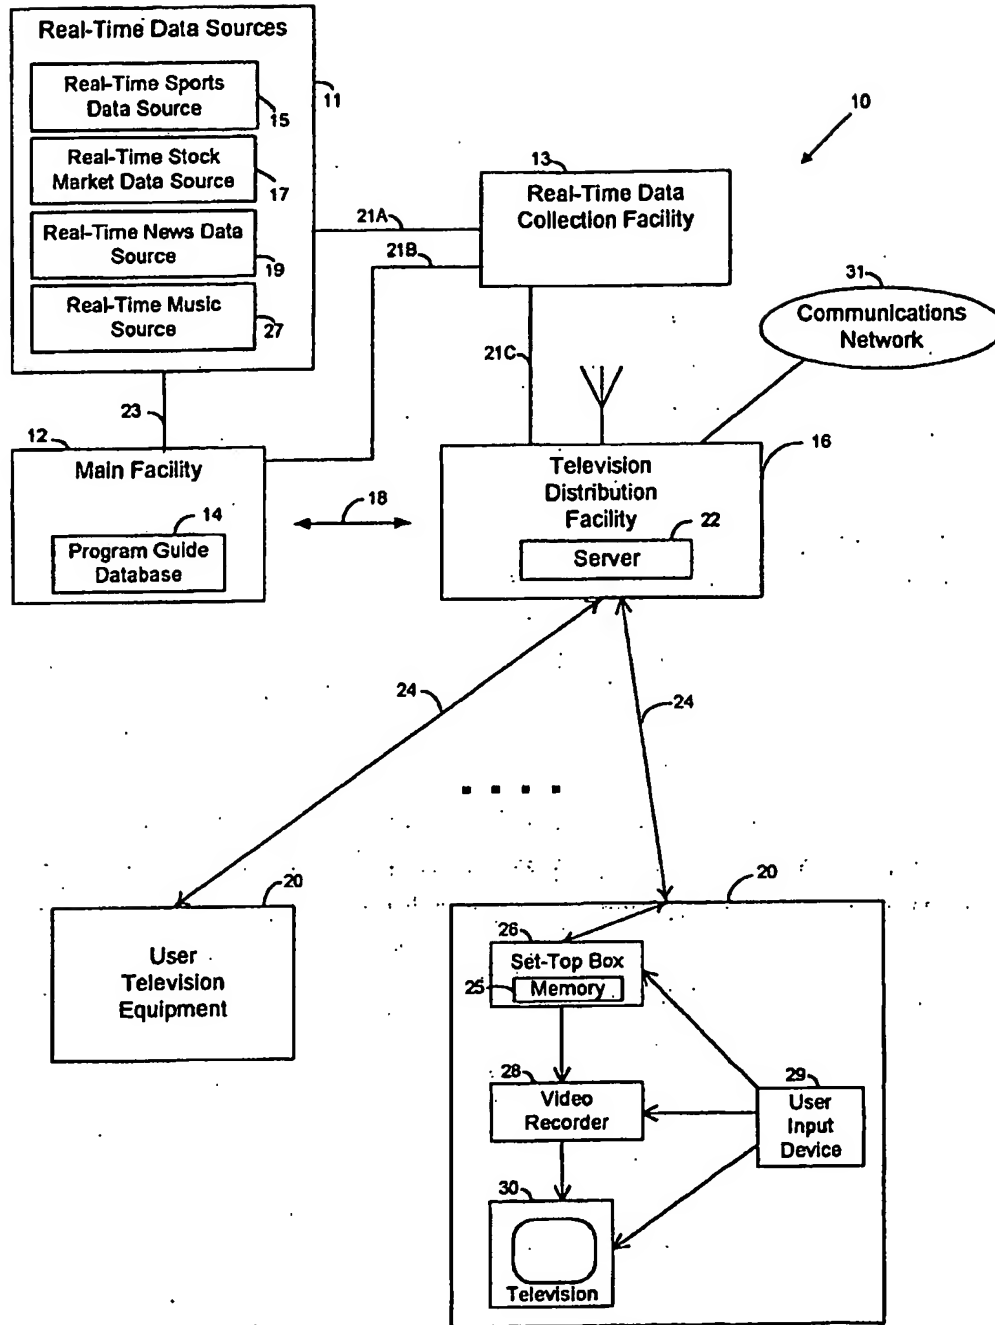 Real-Time Data Sources
Real-Time Sports
Data Source
15
11
Real-Time Stock
Market Data Source
17
Real-Time News Data
Source
19
Real-Time Music
Source
27
10
13
Real-Time Data
Collection Facility
21A
21B
31
Communications
Network
21C
23
12
Main Facility
14
Program Guide
Database
18
16
Television
Distribution
Facility
22
Server
24
24
20
User
Television
Equipment
20
26
Set-Top Box
25
Memory
28
Video
Recorder
29
User
Input
Device
30
Television